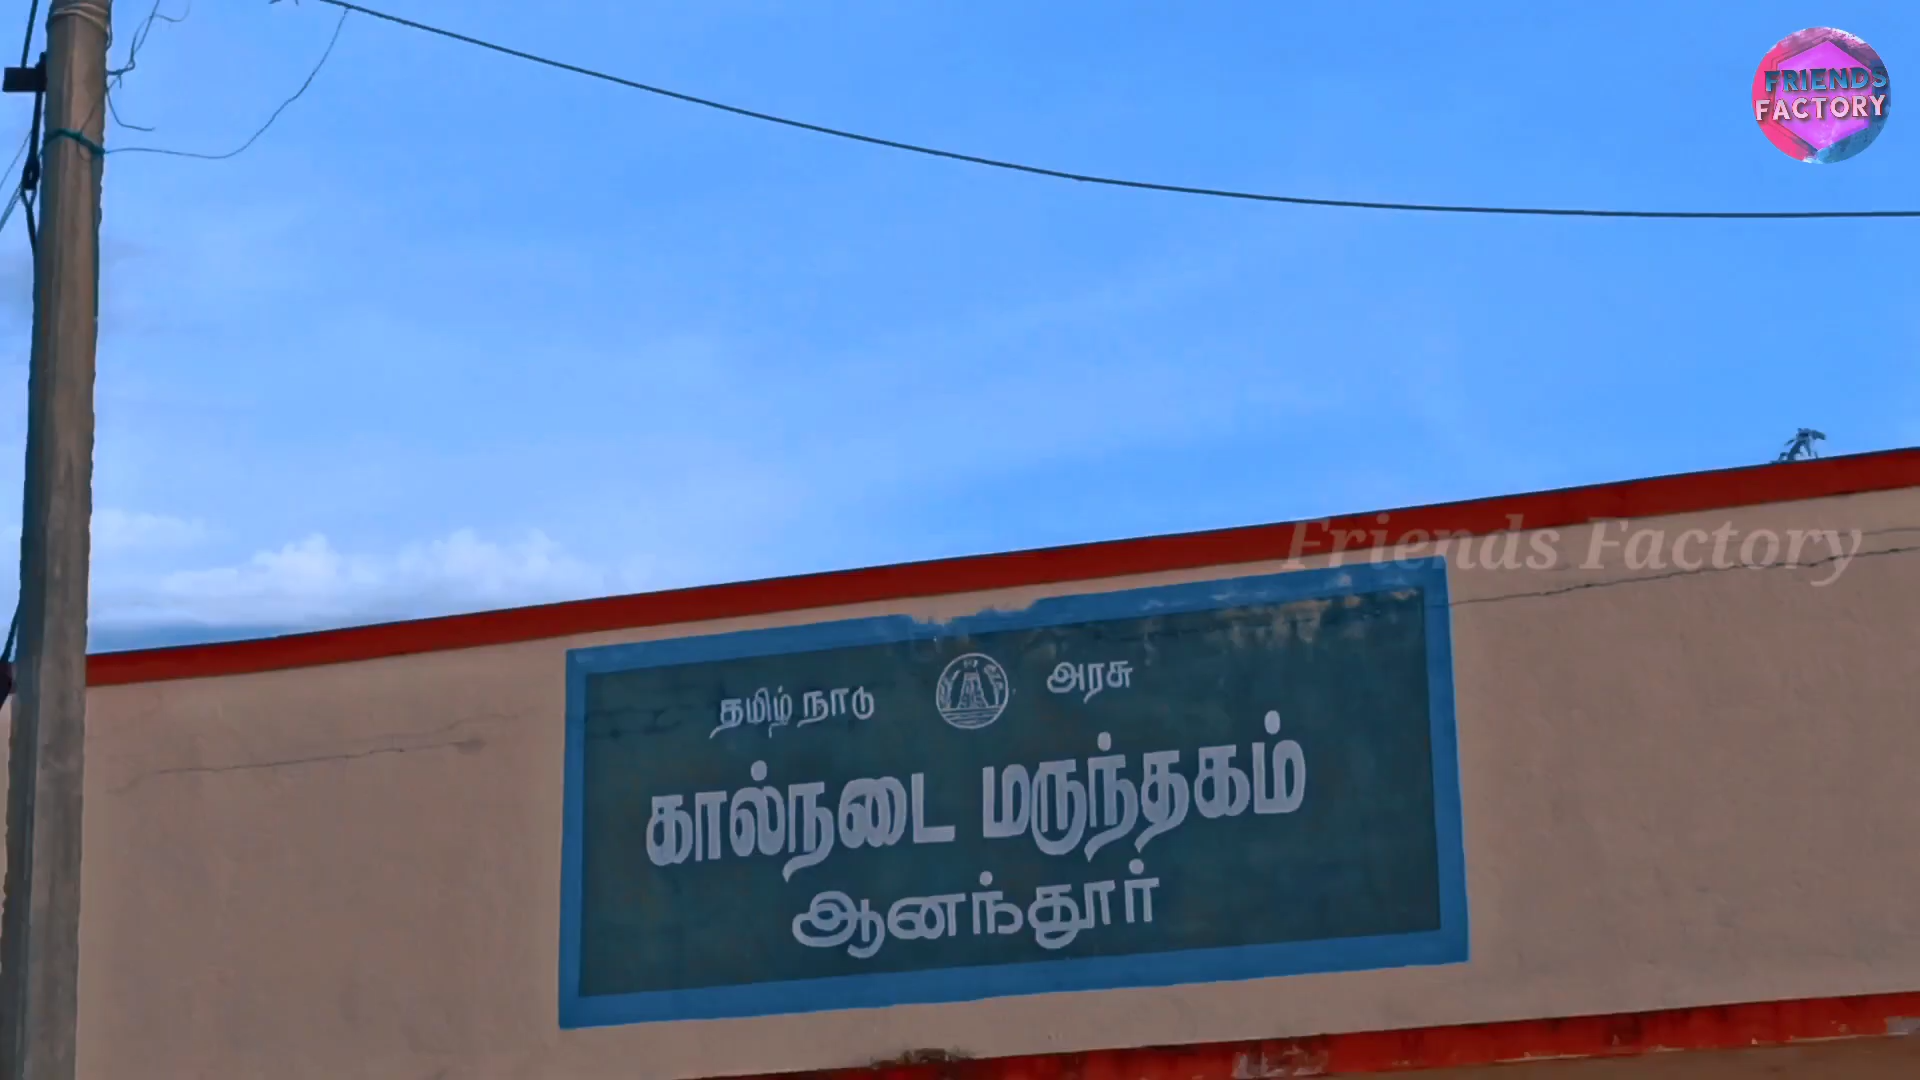 FRIENDS
FACTORY
Friends Factory
தமிழ் நாடு அரசு
கால்நடை மருந்தகம்
ஆனந்தூர்